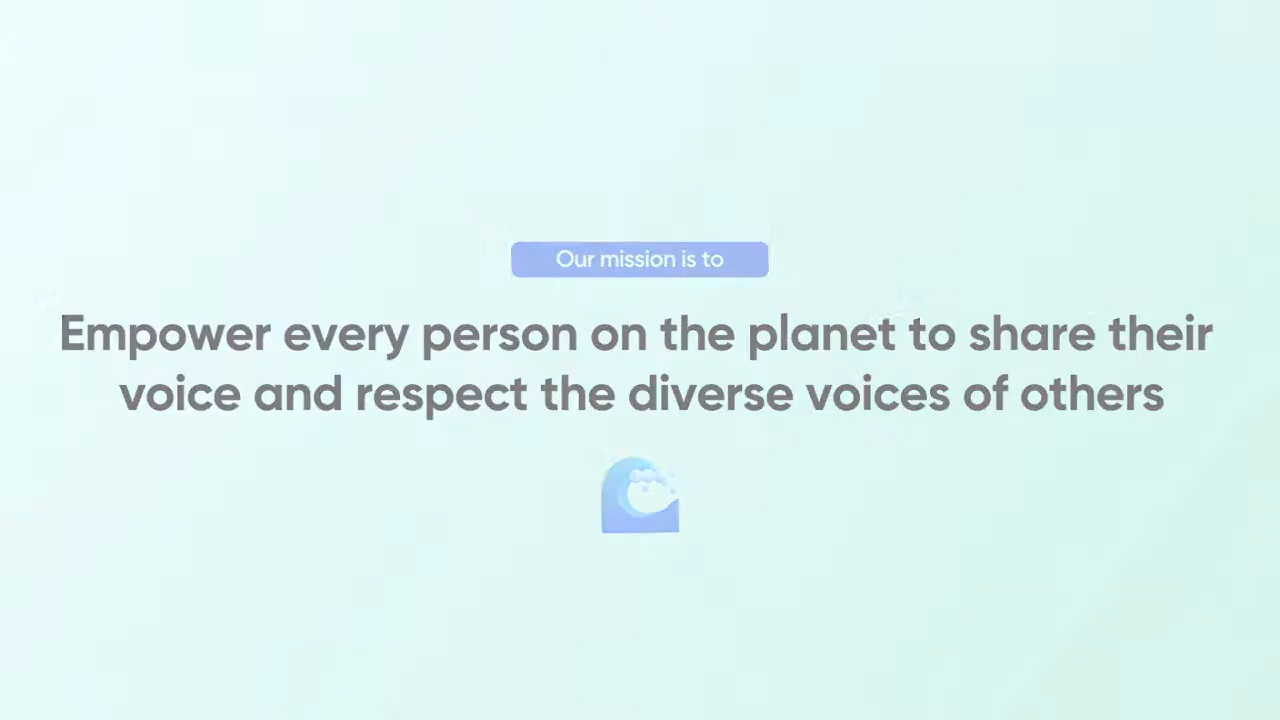 Our mission is to
Empower every person on the planet to share their
voice and respect the diverse voices of others